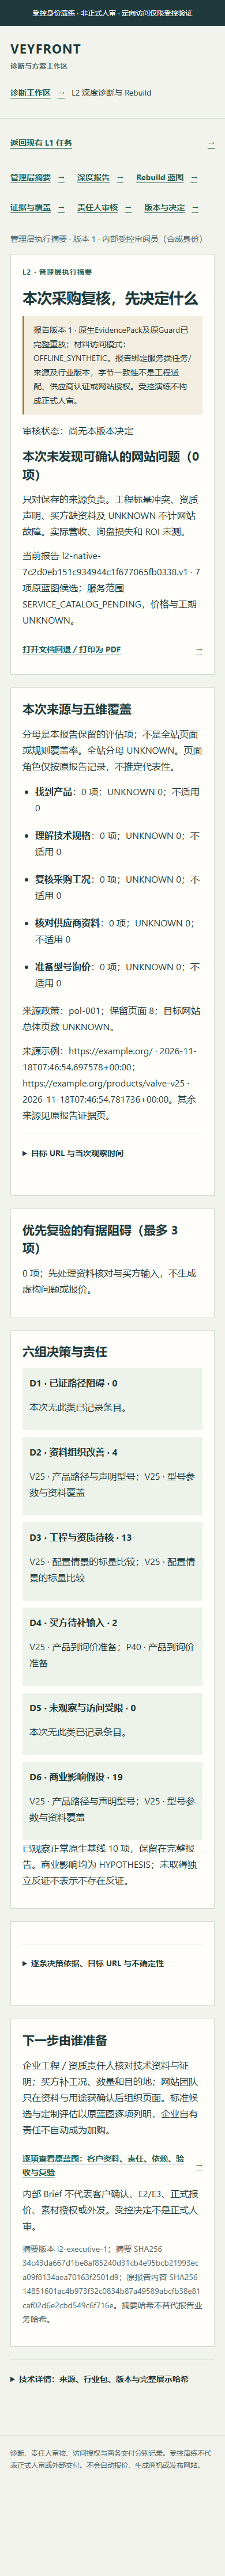 受控身份演练 · 非正式人审 · 定向访问仅限受控验证
VEYFRONT
诊断与方案工作区
诊断工作区 → L2 深度诊断与 Rebuild
返回现有 L1 任务 →
管理层摘要 → 深度报告 → Rebuild 蓝图 →
证据与覆盖 → 责任人审核 → 版本与决定 →
管理层执行摘要 · 版本 1 · 内部受控审阅员（合成身份）
L2 · 管理层执行摘要
本次采购复核，先决定什么
报告版本 1 · 原生EvidencePack及原Guard已
完整重放；材料访问模式：
OFFLINE_SYNTHETIC。报告绑定服务端任务/
来源及行业版本，字节一致性不是工程适
配、供应商认证或网站授权。受控演练不构
成正式人审。
审核状态：尚无本版本决定
本次未发现可确认的网站问题（0
项）
只对保存的来源负责。工程标量冲突、资质
声明、买方缺资料及 UNKNOWN 不计网站
故障。实际营收、询盘损失和 ROI 未测。
当前报告 l2-native-
7c2d0eb151c934944c1f677065fb0338.v1 · 7
项原蓝图候选；服务范围
SERVICE_CATALOG_PENDING，价格与工期
UNKNOWN。
打开文档回退 / 打印为 PDF →
本次来源与五维覆盖
分母是本报告保留的评估项；不是全站页面
或规则覆盖率。全站分母 UNKNOWN。页面
角色仅按原报告记录，不推定代表性。
找到产品：0 项；UNKNOWN 0；不适用
0
理解技术规格：0 项；UNKNOWN 0；不
适用 0
复核采购工况：0 项；UNKNOWN 0；不
适用 0
核对供应商资料：0 项；UNKNOWN 0；
不适用 0
准备型号询价：0 项；UNKNOWN 0；不
适用 0
来源政策：pol-001；保留页面 8；目标网站
总体页数 UNKNOWN。
来源示例：https://example.org/ · 2026-11-
18T07:46:54.697578+00:00；
https://example.org/products/valve-v25 ·
2026-11-18T07:46:54.781736+00:00。其余
来源见原报告证据页。
▶ 目标 URL 与当次观察时间
优先复验的有据阻碍（最多 3
项）
0 项；先处理资料核对与买方输入，不生成
虚构问题或报价。
六组决策与责任
D1 · 已证路径阻碍 · 0
本次无此类已记录条目。
D2 · 资料组织改善 · 4
V25 · 产品路径与声明型号；V25 · 型号参
数与资料覆盖
D3 · 工程与资质待核 · 13
V25 · 配置情景的标量比较；V25 · 配置情
景的标量比较
D4 · 买方待补输入 · 2
V25 · 产品到询价准备；P40 · 产品到询价
准备
D5 · 未观察与访问受限 · 0
本次无此类已记录条目。
D6 · 商业影响假设 · 19
V25 · 产品路径与声明型号；V25 · 型号参
数与资料覆盖
已观察正常原生基线 10 项，保留在完整报
告。商业影响均为 HYPOTHESIS；未取得独
立反证不表示不存在反证。
▶ 逐条决策依据、目标 URL 与不确定性
下一步由谁准备
企业工程 / 资质责任人核对技术资料与证
明；买方补工况、数量和目的地；网站团队
只在资料与用途获确认后组织页面。标准候
选与定制评估以原蓝图逐项列明，企业自有
责任不自动成为加购。
逐项查看原蓝图：客户资料、责任、依赖、验
收与复验 →
内部 Brief 不代表客户确认、E2/E3、正式报
价、素材授权或外发。受控决定不是正式人
审。
摘要版本 l2-executive-1；摘要 SHA256
34c43da667d1be8af85240d31cb4e95bcb21993ec
a09f8134aea70163f2501d9；原报告内容 SHA256
14851601ac4b973f32c0834b87a49589abcfb38e81
caf02d6e2cbd549c6f716e。摘要哈希不替代报告业
务哈希。
▶ 技术详情：来源、行业包、版本与完整展示哈希
诊断、责任人审核、访问授权与商务交付分别记录。受控演练不代
表正式人审或外部交付。不会自动报价、生成商机或发布网站。